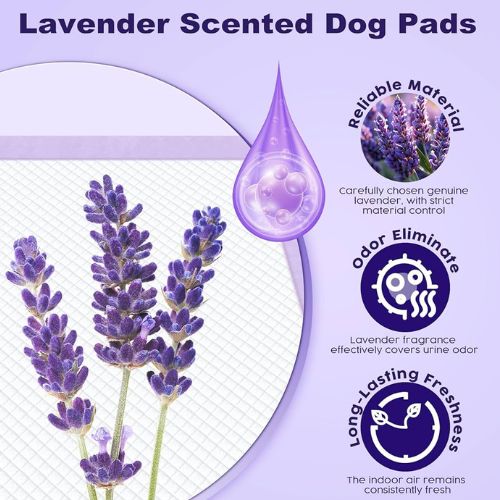 Lavender Scented Dog Pads
Reliable Material
Carefully chosen genuine
lavender, with strict
material control
Odor Eliminate
Lavender fragrance
effectively covers urine odor
Long-Lasting Freshness
The indoor air remains
consistently fresh